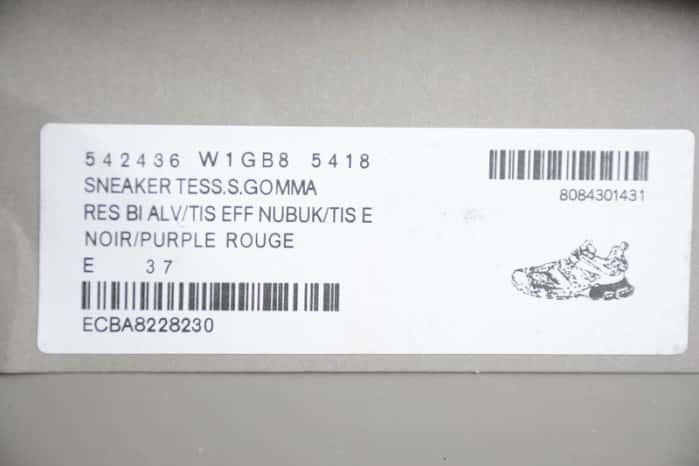 542436 W1GB8 5418
SNEAKER TESS.S.GOMMA
RES BI ALV/TIS EFF NUBUK/TIS E
NOIR/PURPLE ROUGE
E 37
ECBA8228230
8084301431